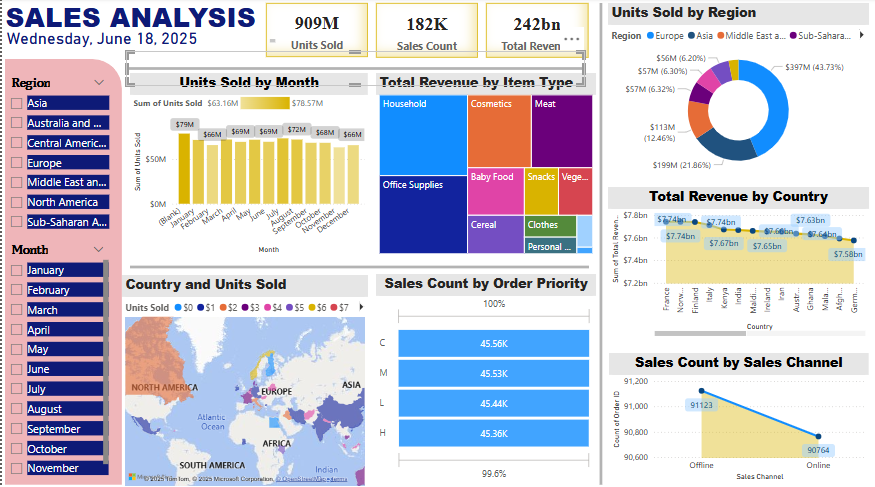 SALES ANALYSIS
Wednesday, June 18, 2025
909M
Units Sold
182K
Sales Count
242bn
Total Reven
Region
Asia
Australia and ...
Central Americ...
Europe
Middle East an...
North America
Sub-Saharan A...
Month
January
February
March
April
May
June
July
August
September
October
November
Units Sold by Month
Sum of Units Sold $63.16M $78.57M
Sum of Units Sold
$50M
$0M
$79M
$66M
$69M
$69M
$72M
$68M
$66M
(Blank)
January
February
March
April
May
June
July
August
September
October
November
December
Month
Total Revenue by Item Type
Household
Office Supplies
Cosmetics
Meat
Baby Food
Snacks
Vege...
Cereal
Clothes
Personal ...
Country and Units Sold
Units Sold $0 $1 $2 $3 $4 $5 $6 $7
NORTH AMERICA
EUROPE
ASIA
Atlantic
Ocean
AFRICA
SOUTH AMERICA
Indian
© 2025 TomTom, © 2025 Microsoft Corporation, © OpenStreetMap Terms
Sales Count by Order Priority
100%
C 45.56K
M 45.53K
L 45.44K
H 45.36K
99.6%
Units Sold by Region
Region Europe Asia Middle East a... Sub-Sahara...
$397M (43.73%)
$199M (21.86%)
$113M
(12.46%)
$57M (6.32%)
$57M (6.30%)
$56M (6.20%)
Total Revenue by Country
Sum of Total Reven...
$7.8bn
$7.6bn
$7.4bn
$7.2bn
$7.74bn
$7.74bn
$7.74bn
$7.67bn
$7.65bn
$7.63bn
$7.64bn
$7.58bn
France
Norw...
Finland
Italy
Kenya
India
Maldi...
Ireland
Iran
Austr...
Ghana
Mala...
Afgh...
Germ...
Country
Sales Count by Sales Channel
Count of Order ID
91,200
91,000
90,800
90,600
91123
90764
Offline
Online
Sales Channel